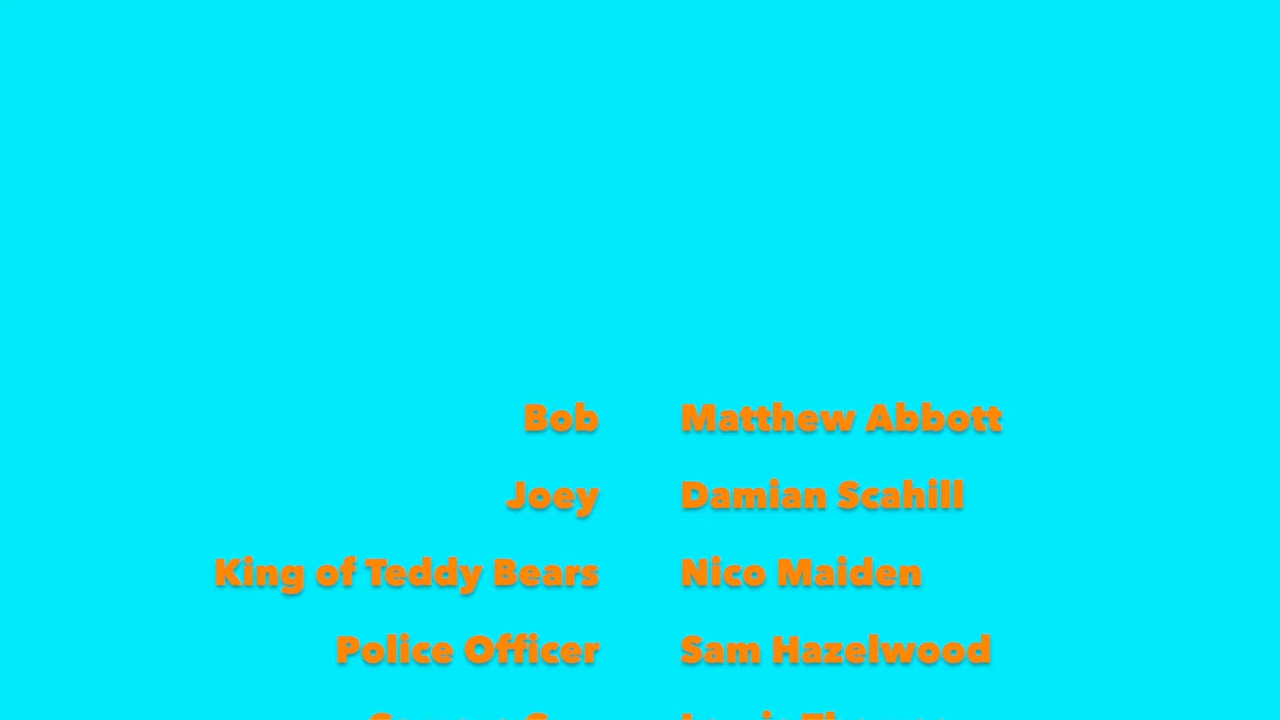 Bob Matthew Abbott
Joey Damian Scahill
King of Teddy Bears Nico Maiden
Police Officer Sam Hazelwood